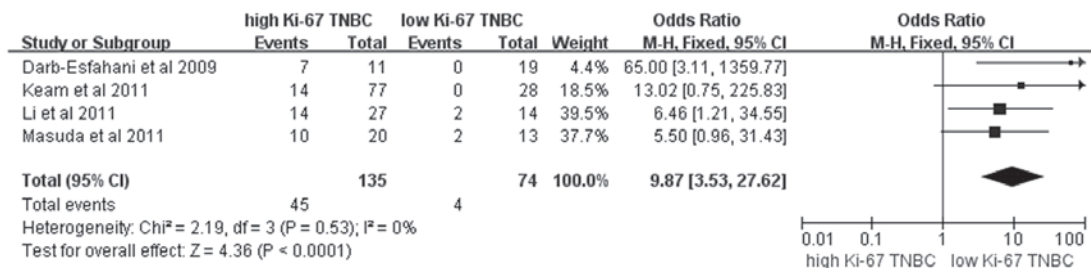 high Ki-67 TNBC low Ki-67 TNBC Odds Ratio Odds Ratio
Study or Subgroup Events Total Events Total Weight M-H, Fixed, 95% CI M-H, Fixed, 95% CI
Darb-Esfahani et al 2009 7 11 0 19 4.4% 65.00 [3.11, 1359.77]
Keam et al 2011 14 77 0 28 18.5% 13.02 [0.75, 225.83]
Li et al 2011 14 27 2 14 39.5% 6.46 [1.21, 34.55]
Masuda et al 2011 10 20 2 13 37.7% 5.50 [0.96, 31.43]
Total (95% CI) 135 74 100.0% 9.87 [3.53, 27.62]
Total events 45 4
Heterogeneity: Chi² = 2.19, df = 3 (P = 0.53); I² = 0%
Test for overall effect: Z = 4.36 (P < 0.0001)
0.01 0.1 1 10 100
high Ki-67 TNBC low Ki-67 TNBC